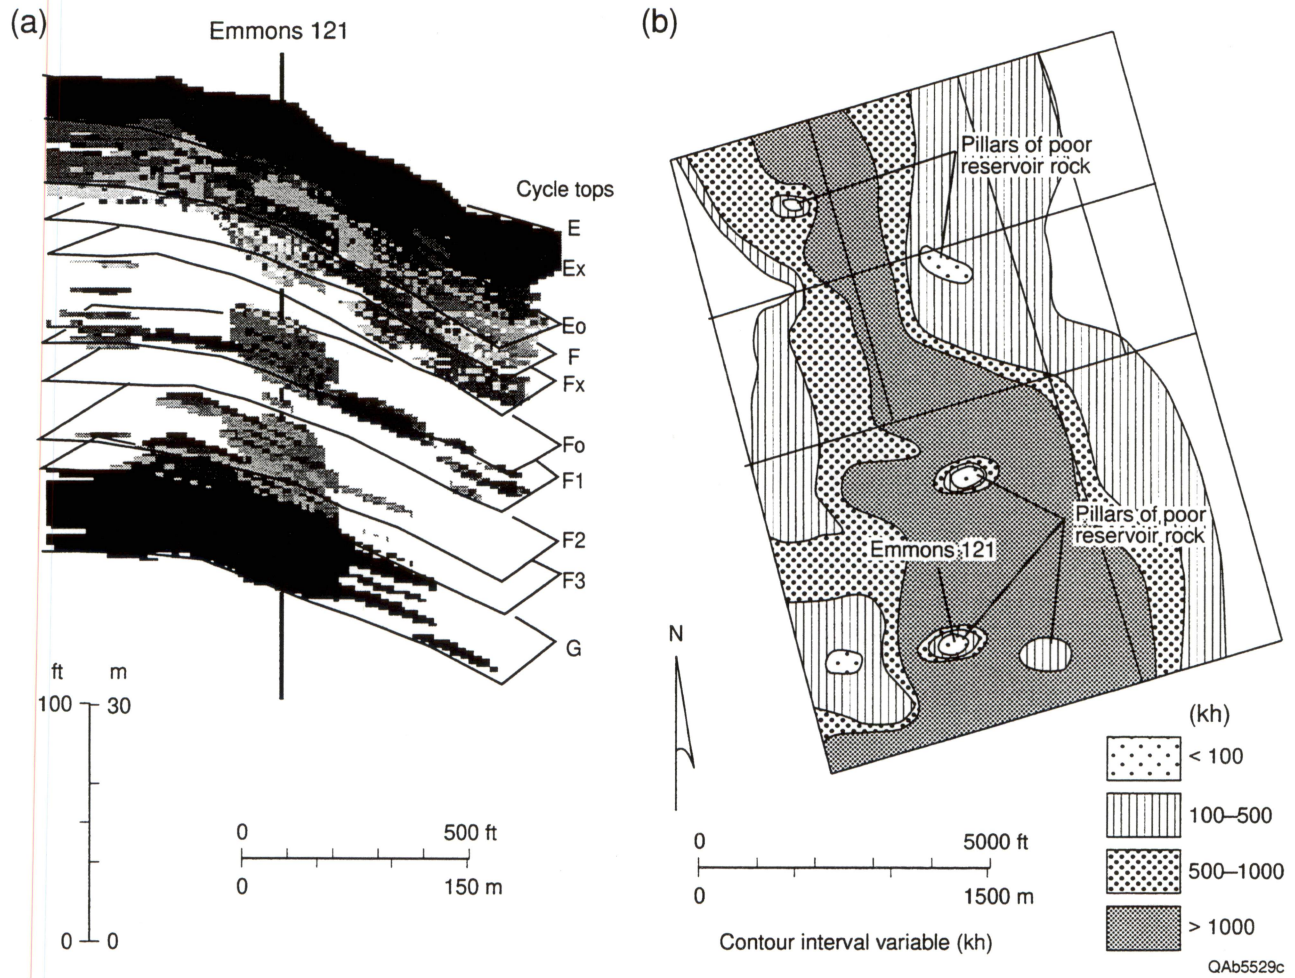 (a)
Emmons 121
Cycle tops
E
Ex
Eo
F
Fx
Fo
F1
F2
F3
G
ft m
100 30
0 0
0 500 ft
0 150 m
(b)
Pillars of poor
reservoir rock
Pillars of poor
reservoir rock
Emmons 121
N
0 5000 ft
0 1500 m
Contour interval variable (kh)
(kh)
< 100
100–500
500–1000
> 1000
QAb5529c